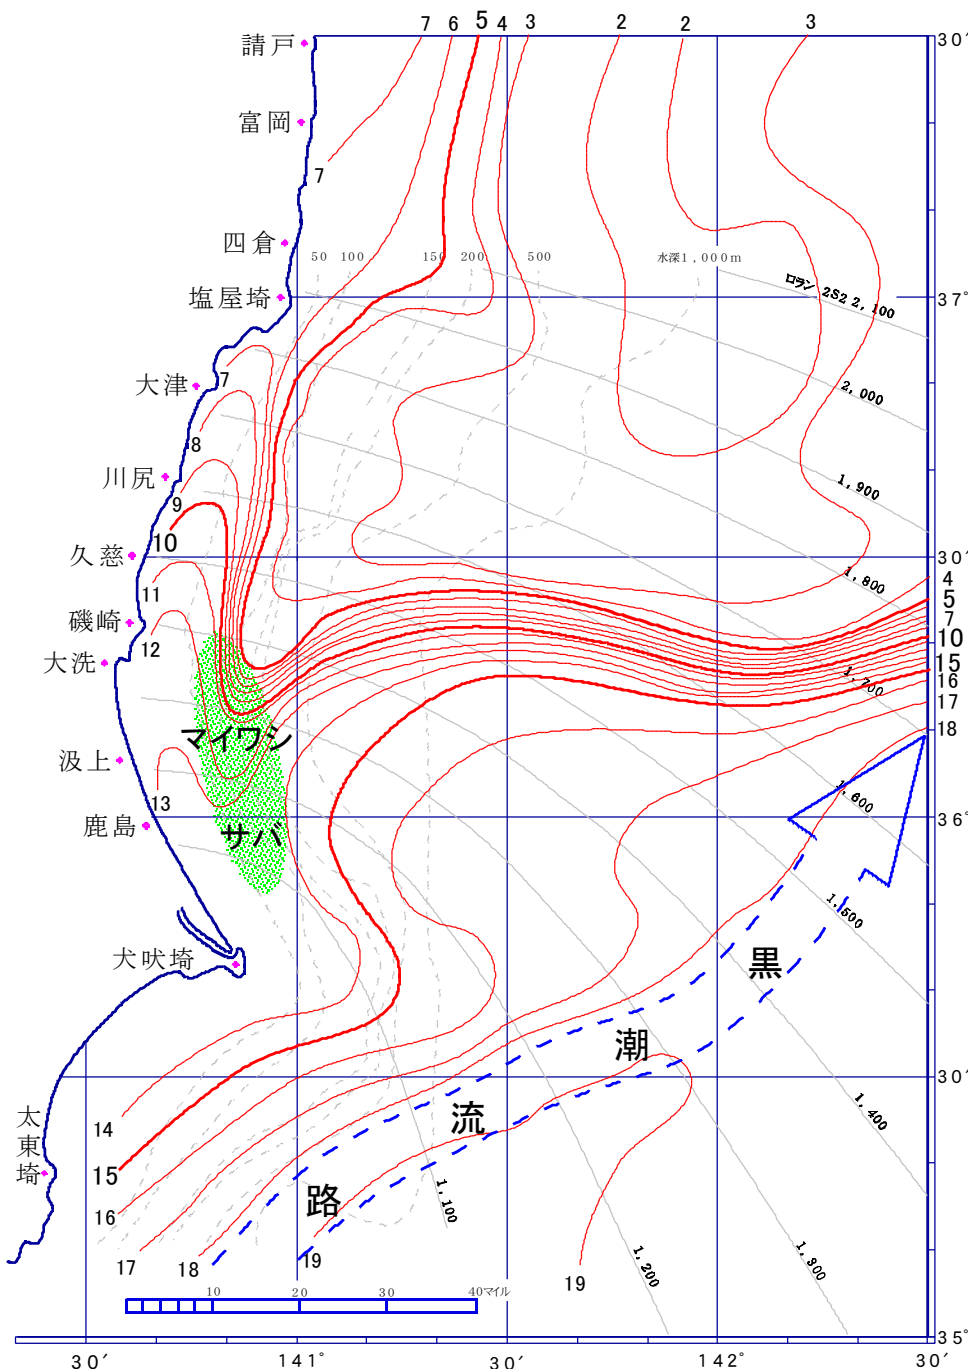 7 6 5 4 3 2 2 3
請戸
30′
富岡
7
四倉
50 100 150 200 500 水深1,000m
ロラン 2S2 2,100
塩屋埼
37°
7
大津
2,000
8
川尻
9
1,900
10
久慈
30′
1,800
4
11
5
7
磯崎
12
10
大洗
15
1,700
16
17
マイワシ
18
汲上
13
1,600
鹿島
サバ
36°
1,500
犬吠埼
黒
潮
30′
流
1,400
14
太東埼
15
路
1,100
16
17
18
19
1,200
1,300
19
10 20 30 40マイル
35°
30′ 141° 30′ 142° 30′